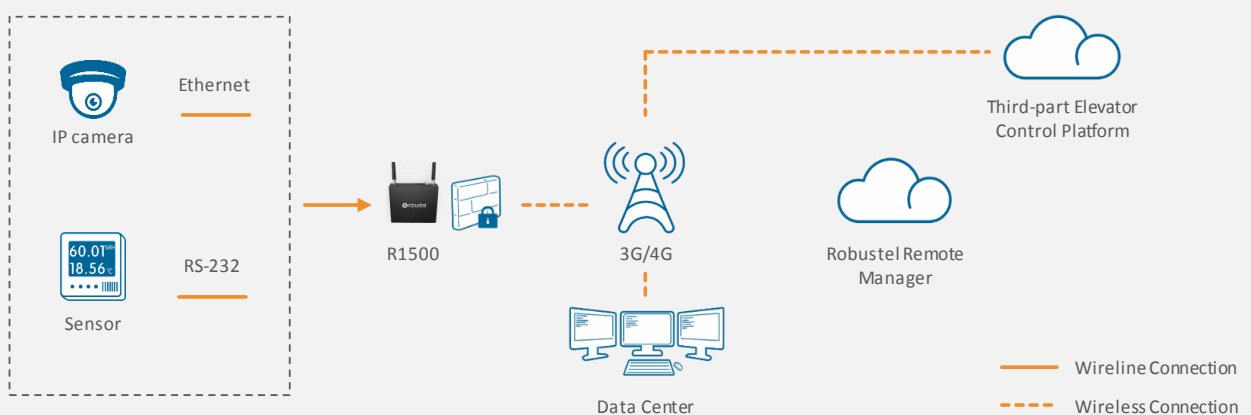 Ethernet
IP camera
60.01%RH
18.56°C
RS-232
Sensor
robustel
R1500
3G/4G
Data Center
Third-part Elevator
Control Platform
Robustel Remote
Manager
Wireline Connection
Wireless Connection